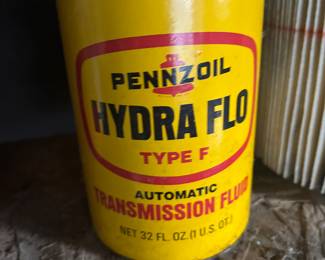 PENNZOIL
HYDRA FLO
TYPE F
AUTOMATIC
TRANSMISSION FLUID
NET 32 FL. OZ. (1 U.S. QT.)